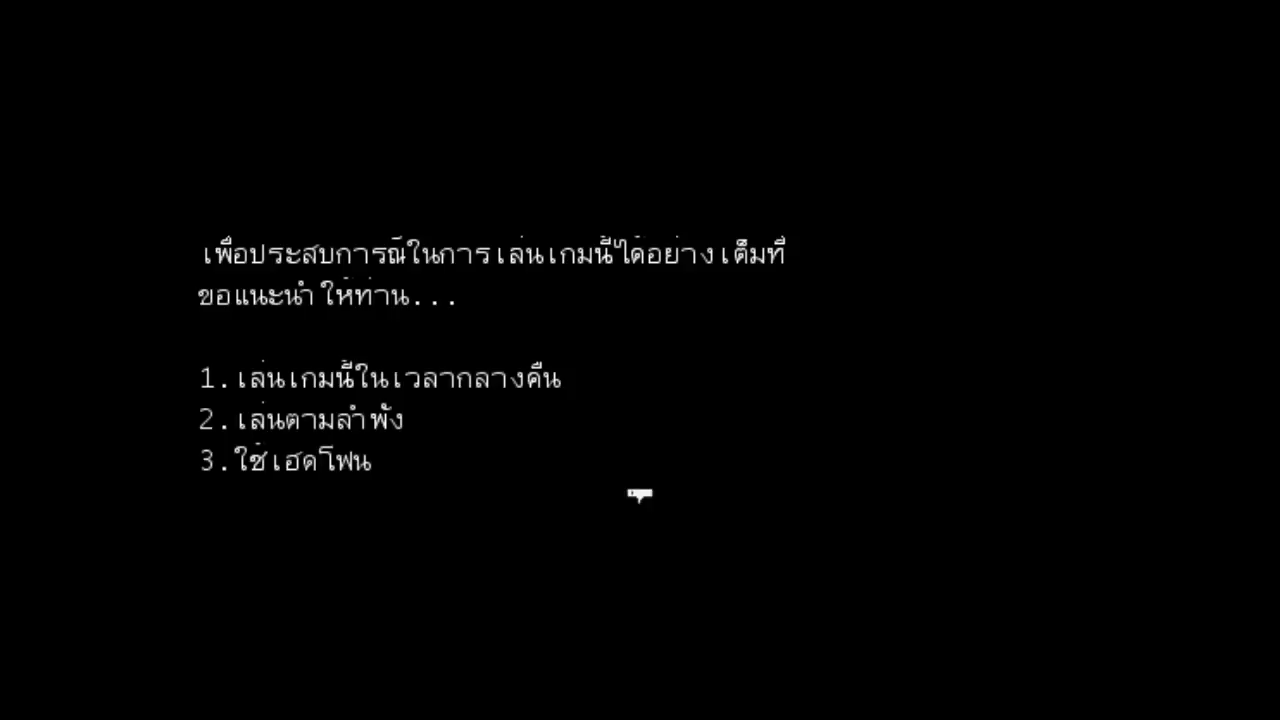 เพื่อประสบการณ์ในการเล่นเกมนี้ได้อย่างเต็มที่
ขอแนะนำให้ท่าน...
1.เล่นเกมนี้ในเวลากลางคืน
2.เล่นตามลำพัง
3.ใช้เฮดโฟน